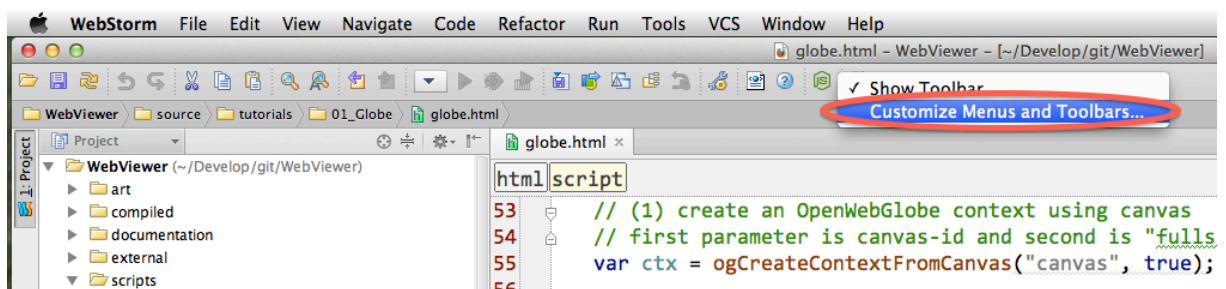 WebStorm File Edit View Navigate Code Refactor Run Tools VCS Window Help
globe.html – WebViewer – [~/Develop/git/WebViewer]
✓ Show Toolbar
Customize Menus and Toolbars...
WebViewer source tutorials 01_Globe globe.html
1: Project
Project
globe.html ×
WebViewer (~/Develop/git/WebViewer)
art
compiled
documentation
external
scripts
html script
53 // (1) create an OpenWebGlobe context using canvas
54 // first parameter is canvas-id and second is "fulls
55 var ctx = ogCreateContextFromCanvas("canvas", true);
56